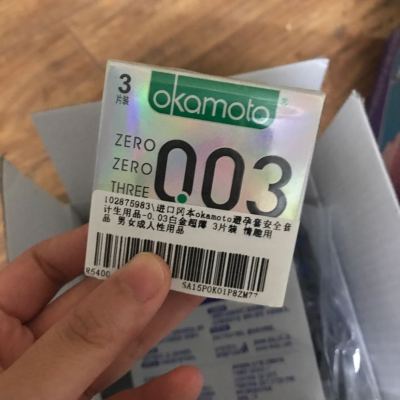 3
片装
okamoto
ZERO
ZERO
THREE
0.03
102875983\进口冈本okamoto避孕套安全套
计生用品-0.03白金超薄 3片装 情趣用
品 男女成人性用品
SA15P0K01P8ZM77